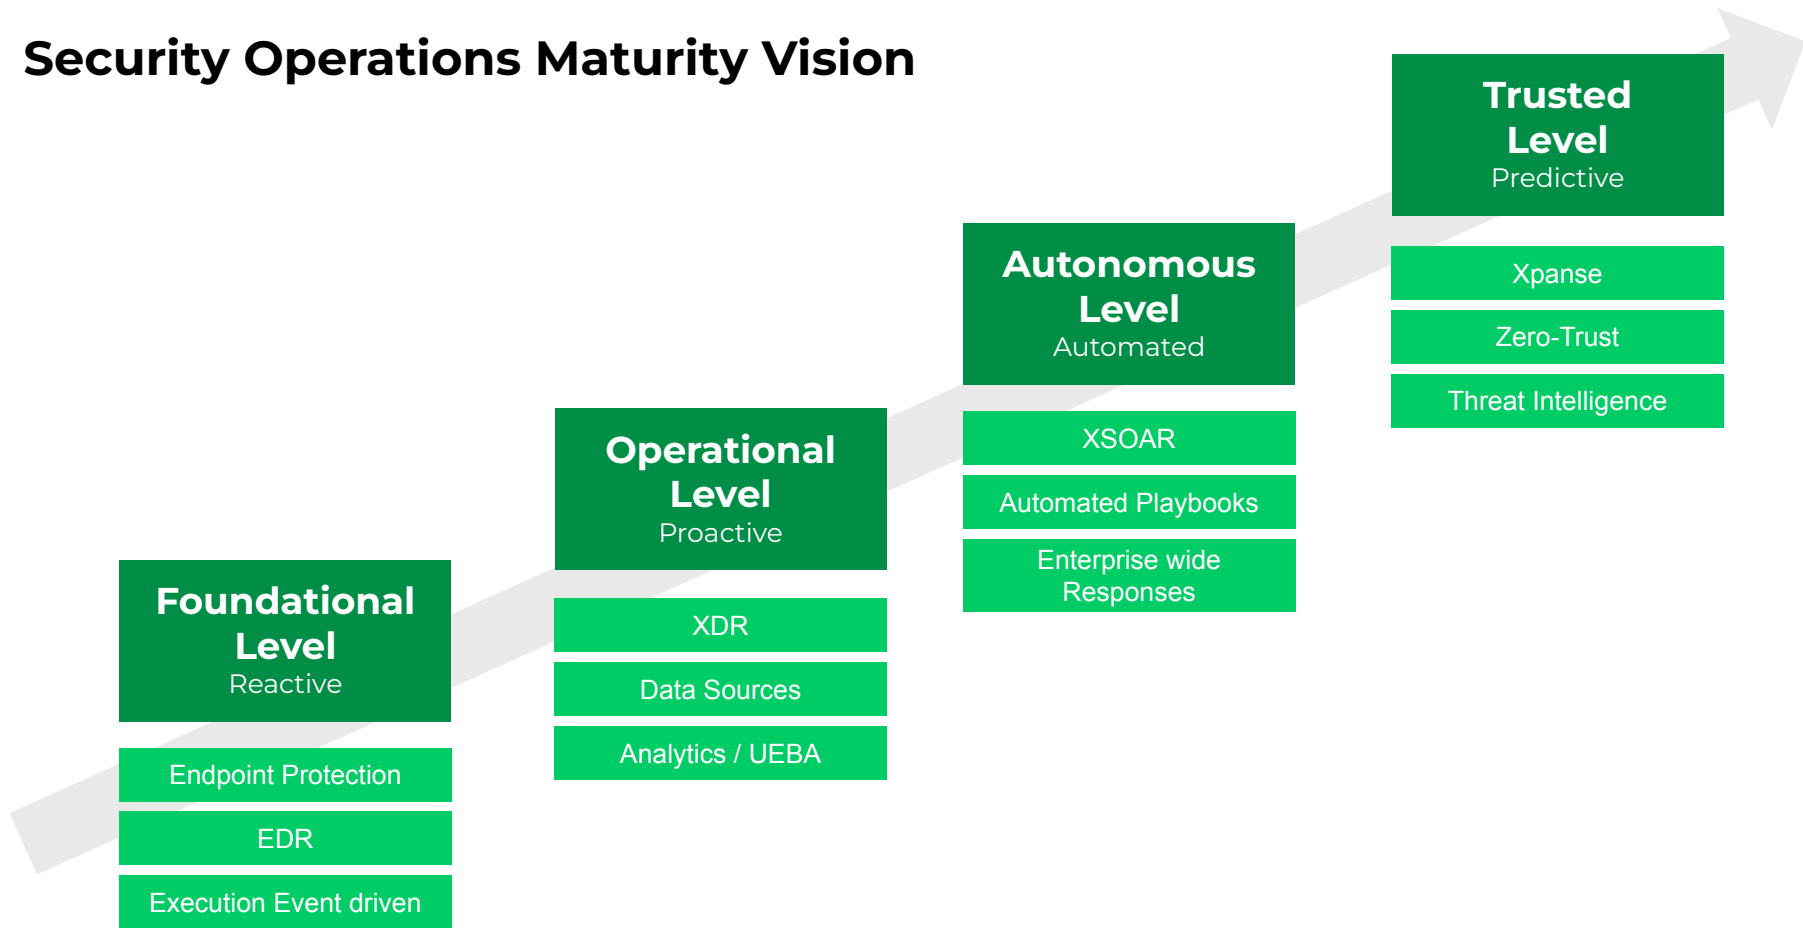 Security Operations Maturity Vision
Foundational
Level
Reactive
Endpoint Protection
EDR
Execution Event driven
Operational
Level
Proactive
XDR
Data Sources
Analytics / UEBA
Autonomous
Level
Automated
XSOAR
Automated Playbooks
Enterprise wide
Responses
Trusted
Level
Predictive
Xpanse
Zero-Trust
Threat Intelligence